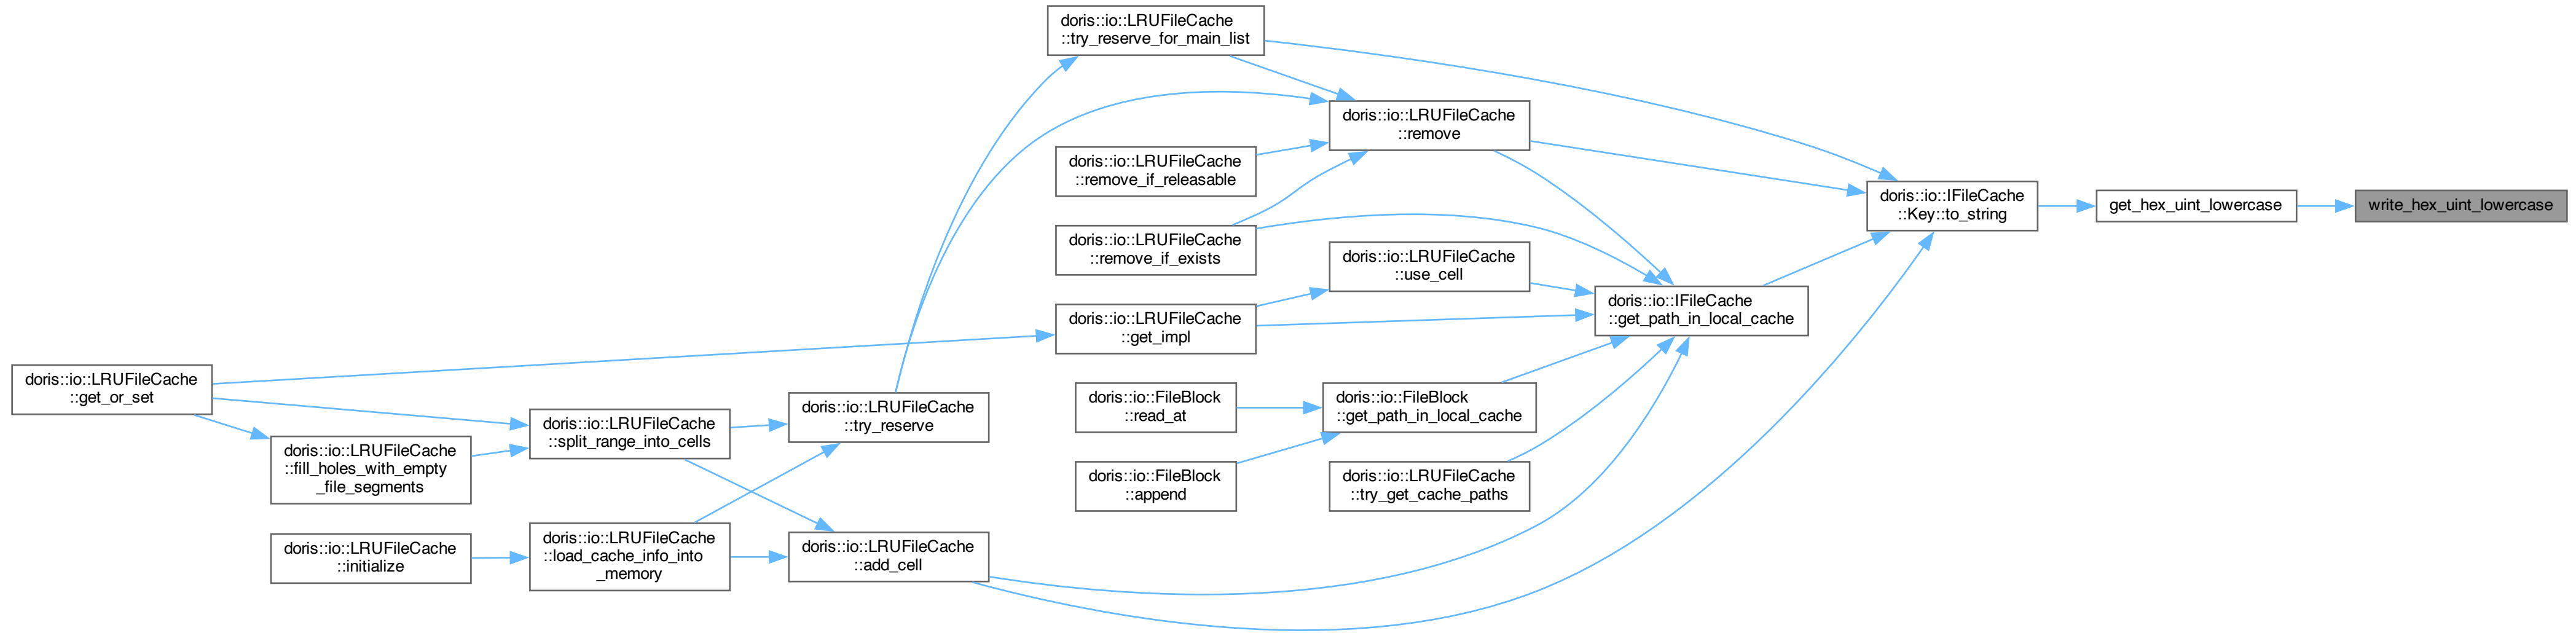 doris::io::LRUFileCache
::try_reserve_for_main_list
doris::io::LRUFileCache
::remove
doris::io::LRUFileCache
::remove_if_releasable
doris::io::IFileCache
::Key::to_string
get_hex_uint_lowercase
write_hex_uint_lowercase
doris::io::LRUFileCache
::remove_if_exists
doris::io::LRUFileCache
::use_cell
doris::io::IFileCache
::get_path_in_local_cache
doris::io::LRUFileCache
::get_impl
doris::io::LRUFileCache
::get_or_set
doris::io::FileBlock
::read_at
doris::io::FileBlock
::get_path_in_local_cache
doris::io::LRUFileCache
::try_reserve
doris::io::LRUFileCache
::split_range_into_cells
doris::io::LRUFileCache
::fill_holes_with_empty
_file_segments
doris::io::FileBlock
::append
doris::io::LRUFileCache
::try_get_cache_paths
doris::io::LRUFileCache
::initialize
doris::io::LRUFileCache
::load_cache_info_into
_memory
doris::io::LRUFileCache
::add_cell